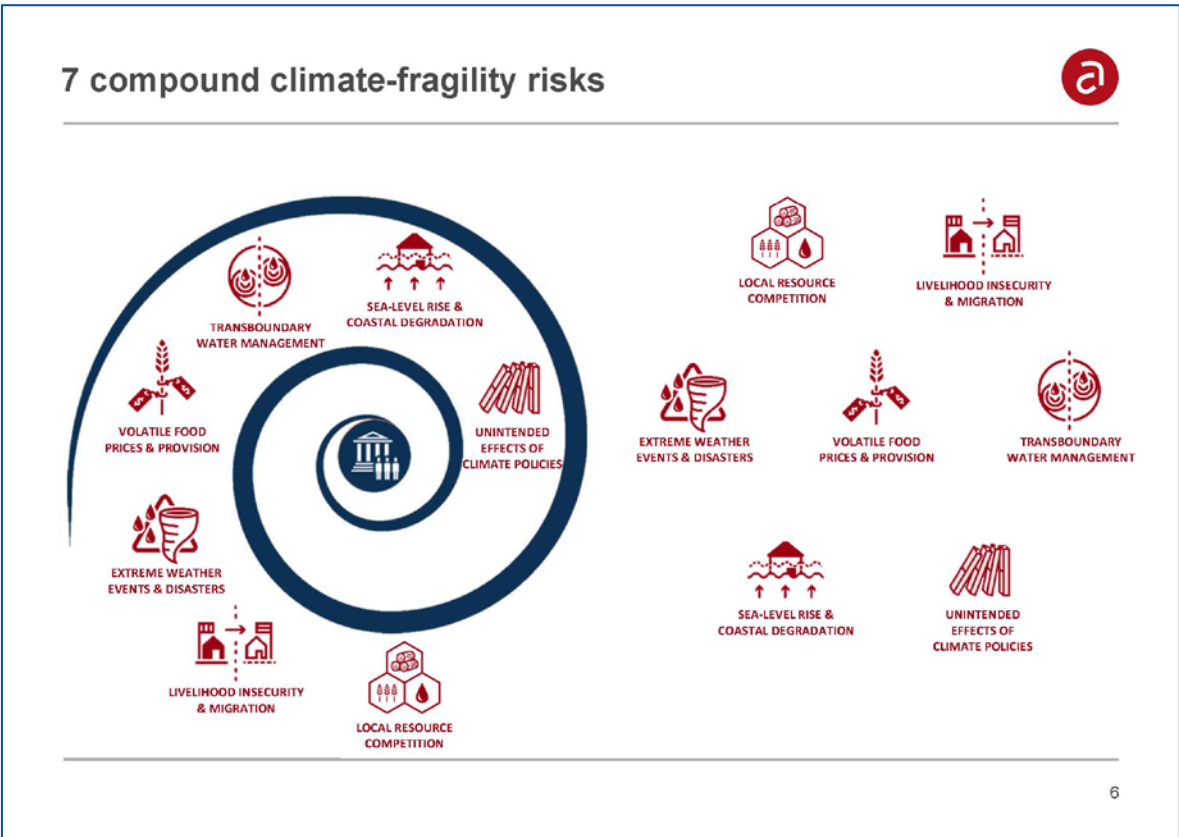 7 compound climate-fragility risks
a
TRANSBOUNDARY
WATER MANAGEMENT
SEA-LEVEL RISE &
COASTAL DEGRADATION
VOLATILE FOOD
PRICES & PROVISION
UNINTENDED
EFFECTS OF
CLIMATE POLICIES
EXTREME WEATHER
EVENTS & DISASTERS
LIVELIHOOD INSECURITY
& MIGRATION
LOCAL RESOURCE
COMPETITION
LOCAL RESOURCE
COMPETITION
LIVELIHOOD INSECURITY
& MIGRATION
EXTREME WEATHER
EVENTS & DISASTERS
VOLATILE FOOD
PRICES & PROVISION
TRANSBOUNDARY
WATER MANAGEMENT
SEA-LEVEL RISE &
COASTAL DEGRADATION
UNINTENDED
EFFECTS OF
CLIMATE POLICIES
6